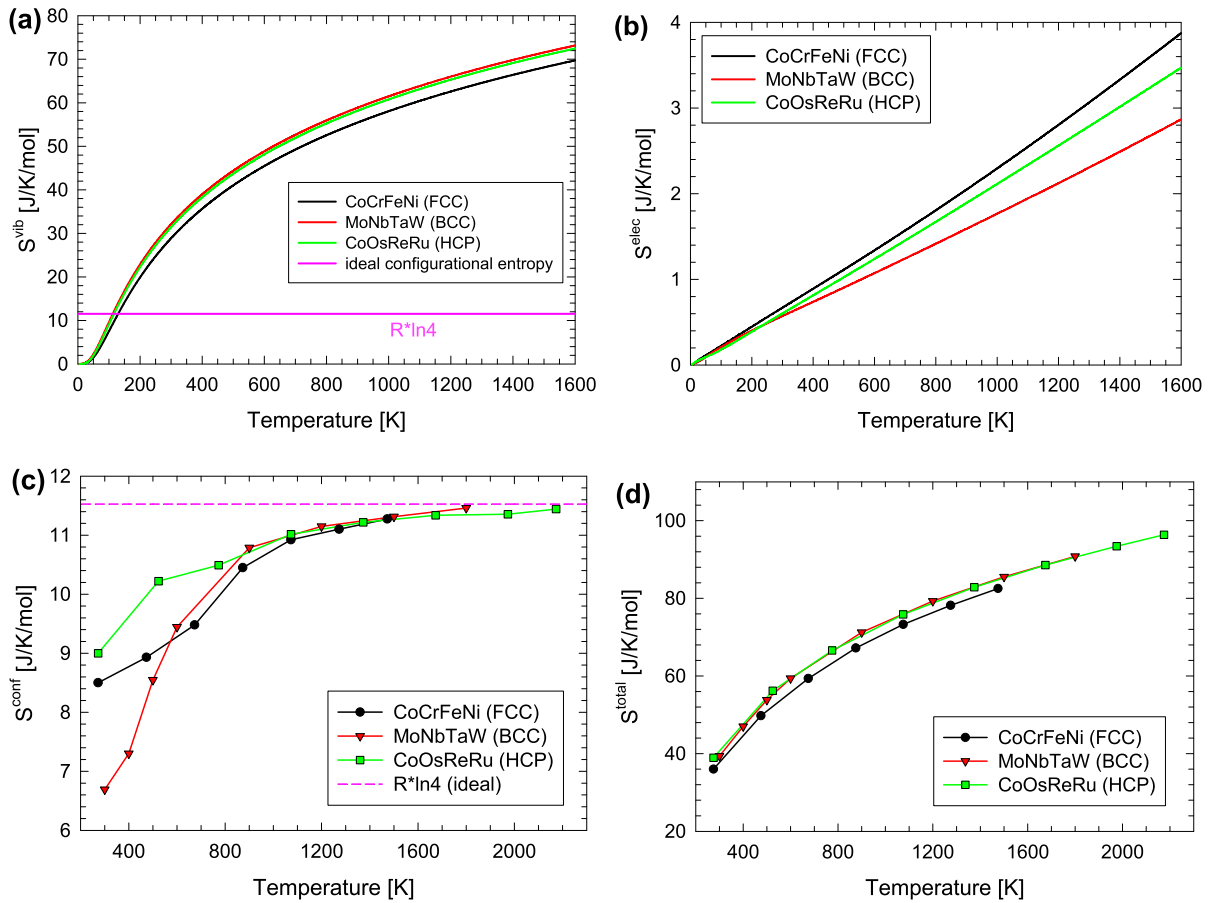 (a)
80
70
60
50
40
30
20
10
0
S^vib [J/K/mol]
CoCrFeNi (FCC)
MoNbTaW (BCC)
CoOsReRu (HCP)
ideal configurational entropy
R*ln4
0 200 400 600 800 1000 1200 1400 1600
Temperature [K]
(b)
4
3
2
1
0
S^elec [J/K/mol]
CoCrFeNi (FCC)
MoNbTaW (BCC)
CoOsReRu (HCP)
0 200 400 600 800 1000 1200 1400 1600
Temperature [K]
(c)
12
11
10
9
8
7
6
S^conf [J/K/mol]
CoCrFeNi (FCC)
MoNbTaW (BCC)
CoOsReRu (HCP)
R*ln4 (ideal)
400 800 1200 1600 2000
Temperature [K]
(d)
100
80
60
40
20
S^total [J/K/mol]
CoCrFeNi (FCC)
MoNbTaW (BCC)
CoOsReRu (HCP)
400 800 1200 1600 2000
Temperature [K]